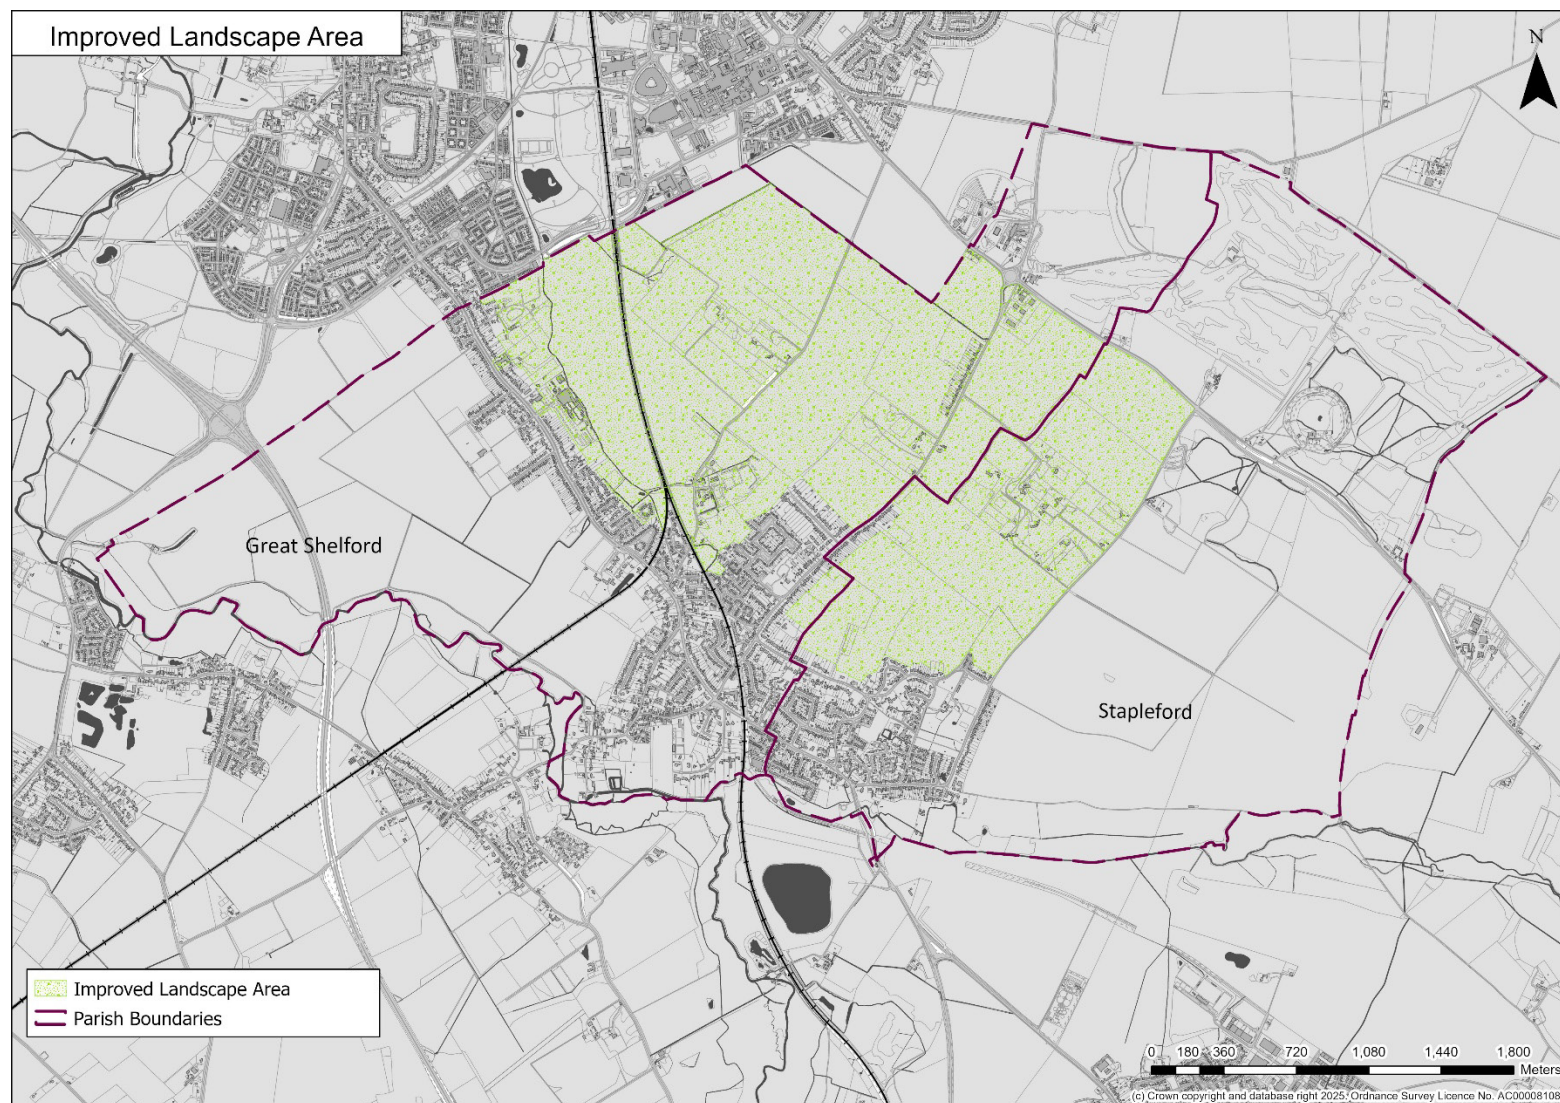 Improved Landscape Area
N
Great Shelford
Stapleford
Improved Landscape Area
Parish Boundaries
0 180 360 720 1,080 1,440 1,800
Meters
(c) Crown copyright and database right 2025. Ordnance Survey Licence No. AC00008108